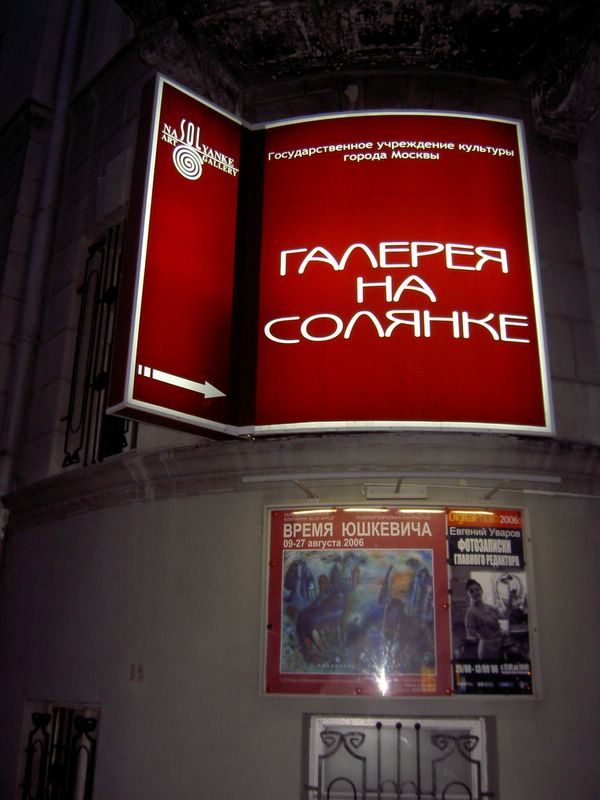 NA SOLYANKE
ART GALLERY
Государственное учреждение культуры
города Москвы
ГАЛЕРЕЯ
НА
СОЛЯНКЕ
ВРЕМЯ ЮШКЕВИЧА
09-27 августа 2006
2006
Евгений Уваров
ФОТОЗАПИСКИ
ГЛАВНОГО РЕДАКТОРА